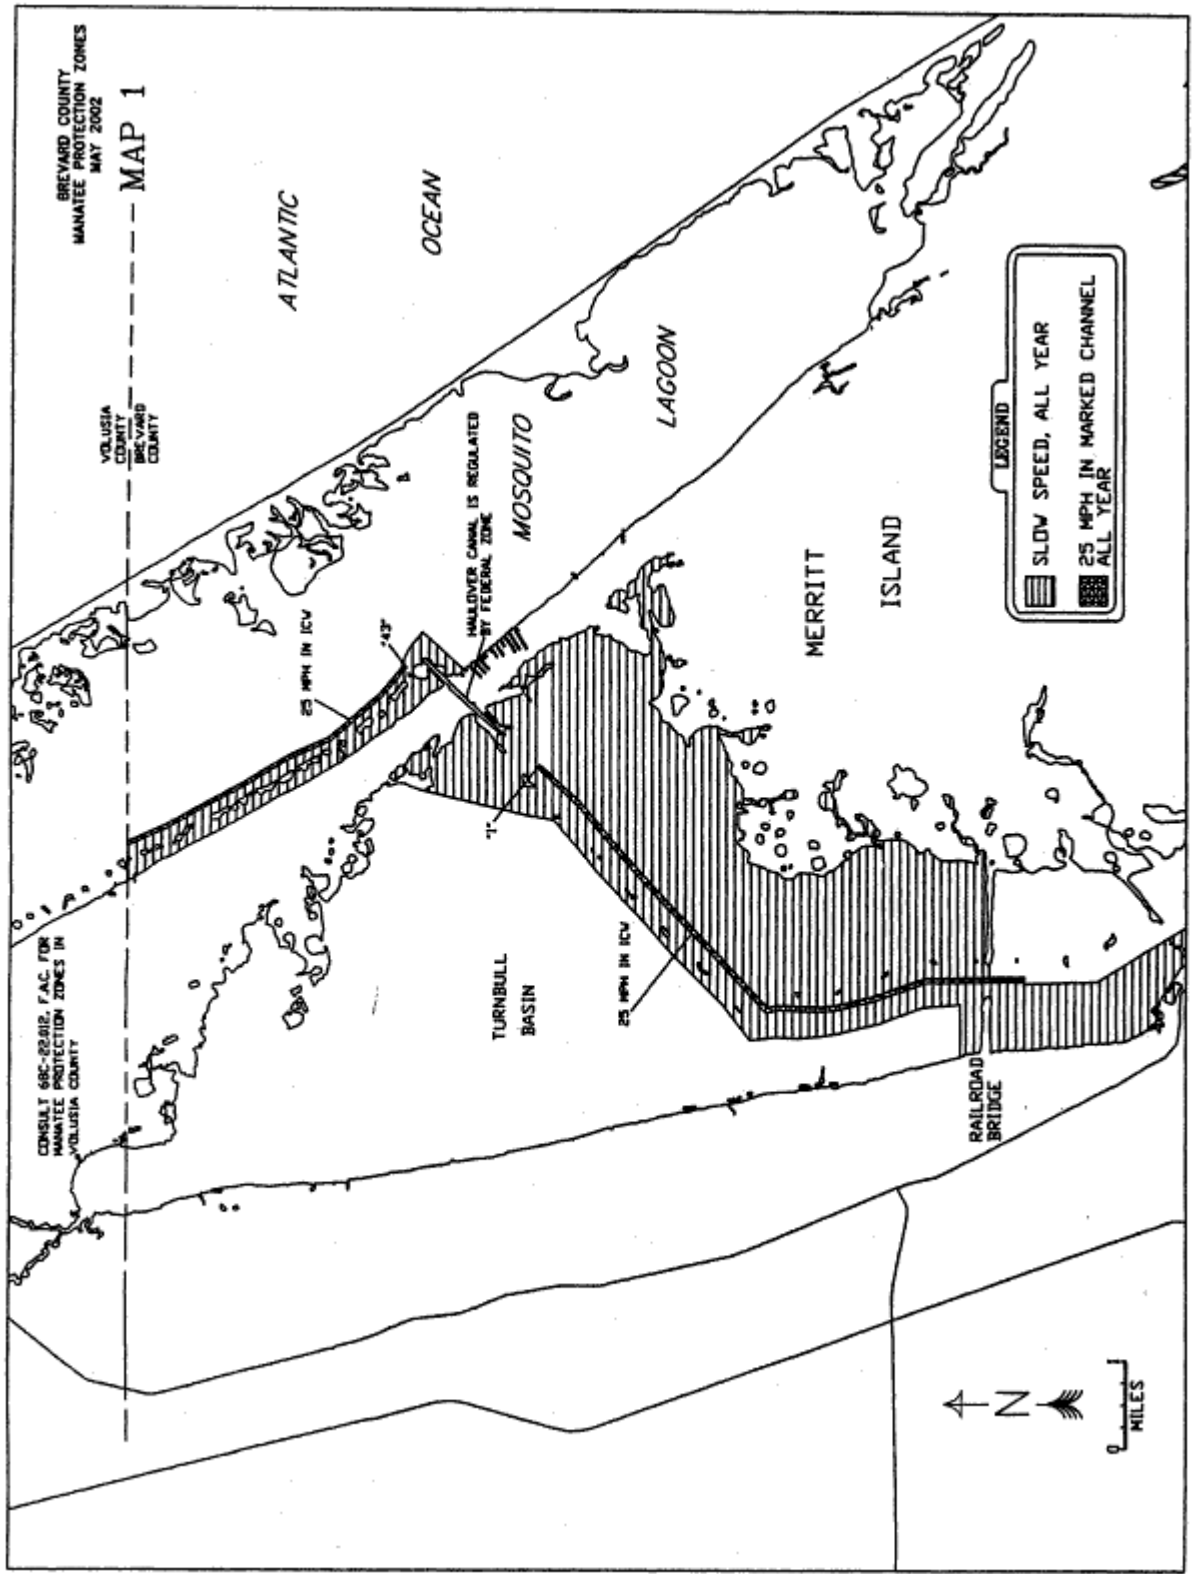 BREVARD COUNTY
MANATEE PROTECTION ZONES
MAY 2002
MAP 1
CONSULT 68C-22.012, F.A.C. FOR
MANATEE PROTECTION ZONES IN
VOLUSIA COUNTY
VOLUSIA
COUNTY
BREVARD
COUNTY
ATLANTIC
OCEAN
25 MPH IN ICW
"43"
HAULOVER CANAL IS REGULATED
BY FEDERAL ZONE
MOSQUITO
LAGOON
"1"
TURNBULL
BASIN
25 MPH IN ICW
MERRITT
ISLAND
RAILROAD
BRIDGE
LEGEND
SLOW SPEED, ALL YEAR
25 MPH IN MARKED CHANNEL
ALL YEAR
N
0 1
MILES